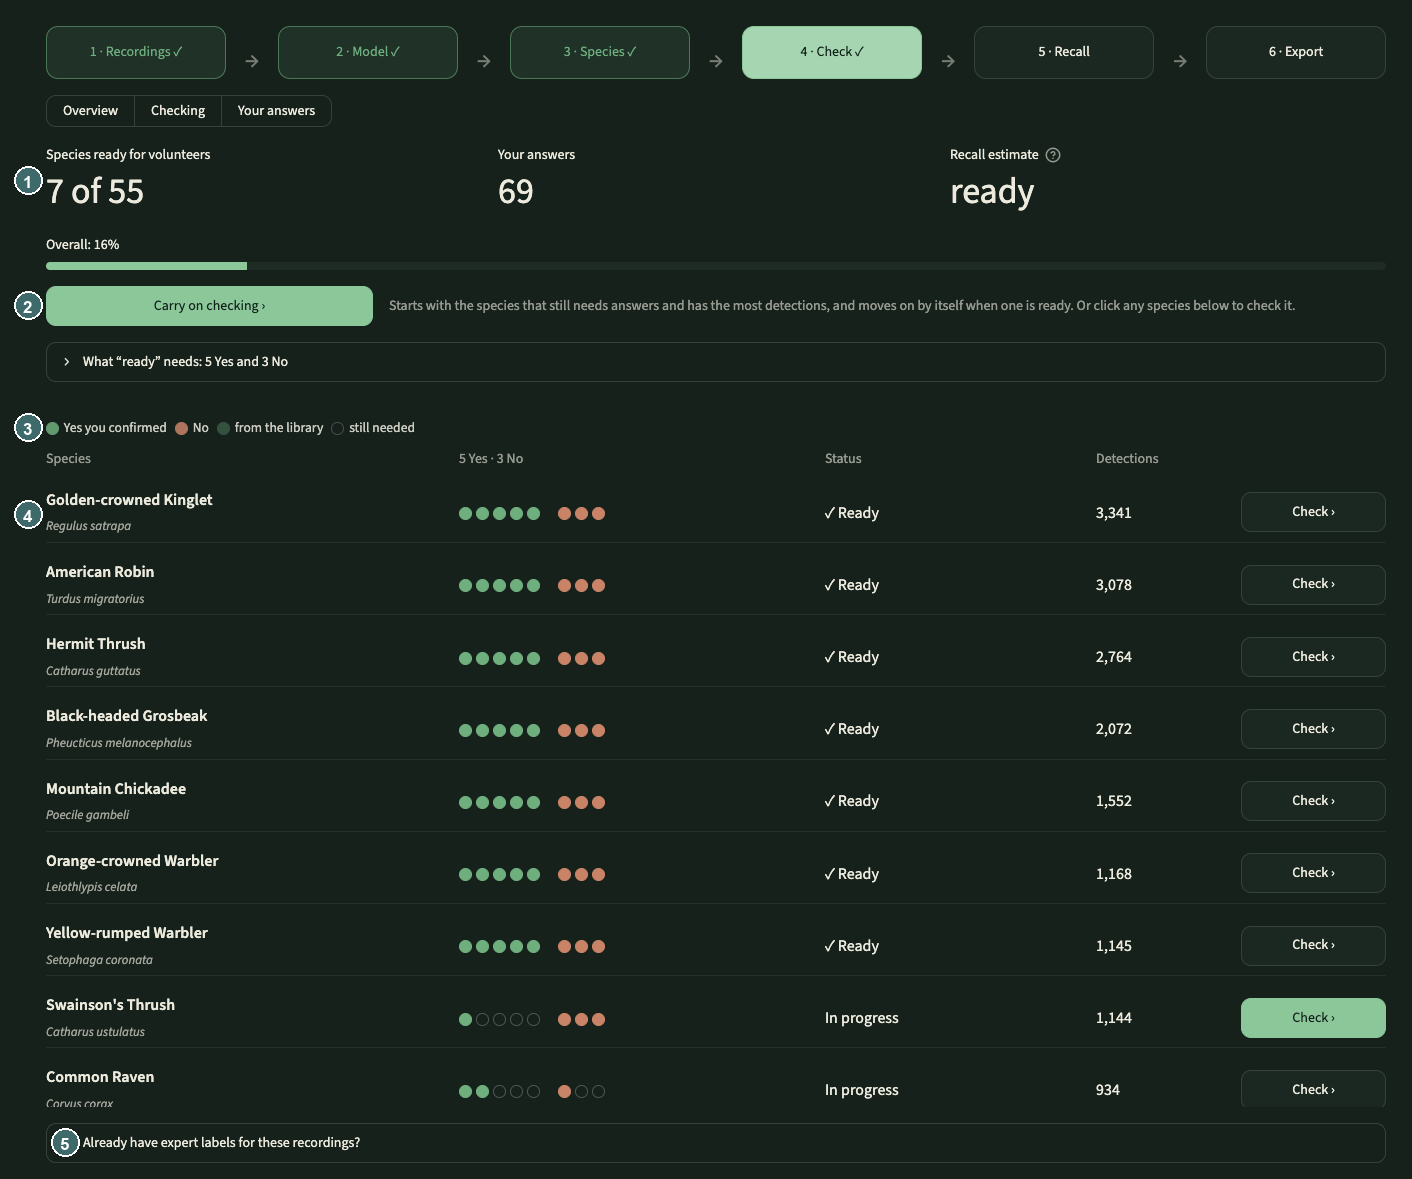 1 · Recordings ✓ → 2 · Model ✓ → 3 · Species ✓ → 4 · Check ✓ → 5 · Recall → 6 · Export
Overview Checking Your answers
Species ready for volunteers Your answers Recall estimate ?
1 7 of 55 69 ready
Overall: 16%
2 Carry on checking › Starts with the species that still needs answers and has the most detections, and moves on by itself when one is ready. Or click any species below to check it.
› What “ready” needs: 5 Yes and 3 No
3 Yes you confirmed No from the library still needed
Species 5 Yes · 3 No Status Detections
4 Golden-crowned Kinglet
Regulus satrapa
✓ Ready 3,341 Check ›
American Robin
Turdus migratorius
✓ Ready 3,078 Check ›
Hermit Thrush
Catharus guttatus
✓ Ready 2,764 Check ›
Black-headed Grosbeak
Pheucticus melanocephalus
✓ Ready 2,072 Check ›
Mountain Chickadee
Poecile gambeli
✓ Ready 1,552 Check ›
Orange-crowned Warbler
Leiothlypis celata
✓ Ready 1,168 Check ›
Yellow-rumped Warbler
Setophaga coronata
✓ Ready 1,145 Check ›
Swainson's Thrush
Catharus ustulatus
In progress 1,144 Check ›
Common Raven
Corvus corax
In progress 934 Check ›
5 Already have expert labels for these recordings?